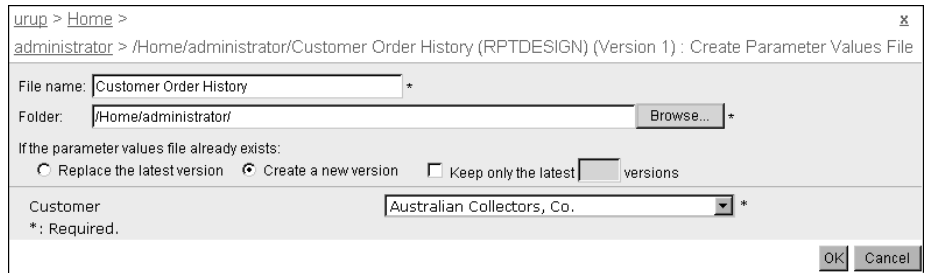 urup > Home > x
administrator > /Home/administrator/Customer Order History (RPTDESIGN) (Version 1) : Create Parameter Values File
File name: Customer Order History *
Folder: /Home/administrator/ Browse... *
If the parameter values file already exists:
Replace the latest version Create a new version Keep only the latest versions
Customer Australian Collectors, Co. *
*: Required.
OK Cancel